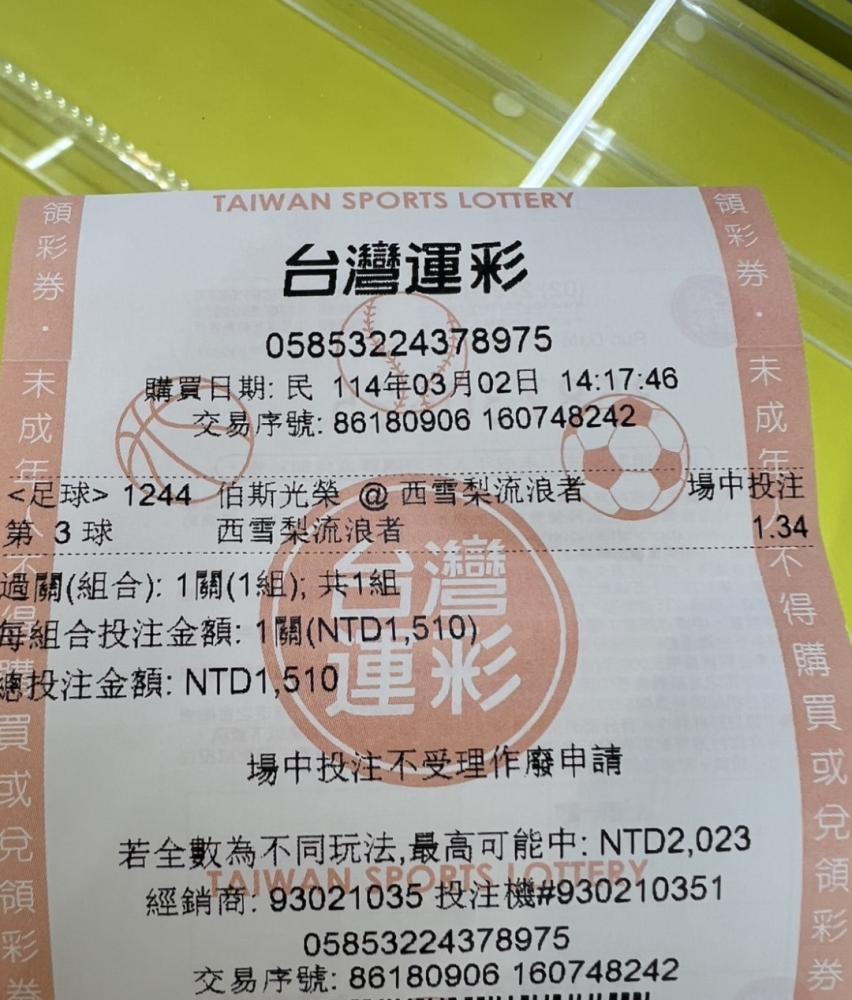 TAIWAN SPORTS LOTTERY
台灣運彩
05853224378975
購買日期: 民 114年03月02日 14:17:46
交易序號: 86180906 160748242
<足球> 1244 伯斯光榮 @ 西雪梨流浪者 場中投注
第 3 球 西雪梨流浪者 1.34
過關(組合): 1關(1組); 共1組
每組合投注金額: 1關(NTD1,510)
總投注金額: NTD1,510
台灣
運彩
場中投注不受理作廢申請
若全數為不同玩法,最高可能中: NTD2,023
TAIWAN SPORTS LOTTERY
經銷商: 93021035 投注機#930210351
05853224378975
交易序號: 86180906 160748242
領彩券・未成年人不得購買或兌領彩券
領彩券・未成年人不得購買或兌領彩券